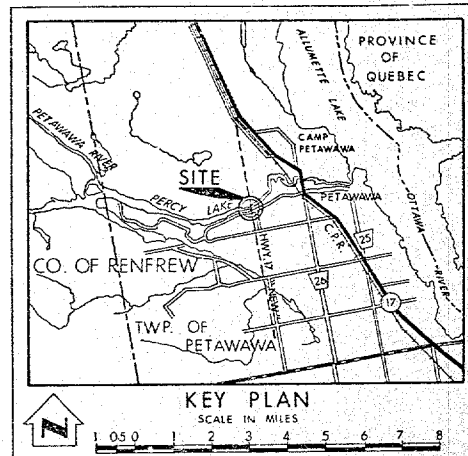 PROVINCE
OF
QUEBEC
ALLUMETTE LAKE
CAMP
PETAWAWA
PETAWAWA RIVER
SITE
PERCY LAKE
PETAWAWA
OTTAWA RIVER
HWY. 17 NEW
C.P.R.
25
CO. OF RENFREW
26
17
TWP. OF
PETAWAWA
KEY PLAN
SCALE IN MILES
N
1 0.5 0 1 2 3 4 5 6 7 8